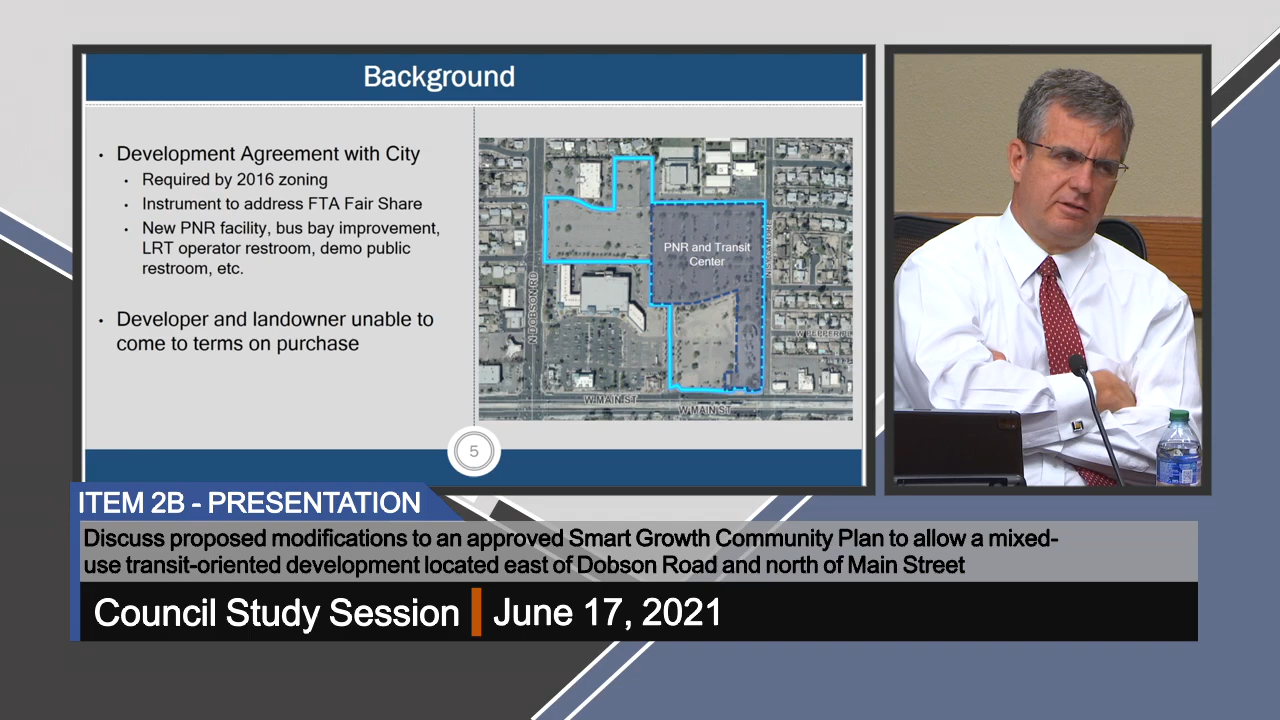 Background
• Development Agreement with City
• Required by 2016 zoning
• Instrument to address FTA Fair Share
• New PNR facility, bus bay improvement,
LRT operator restroom, demo public
restroom, etc.
• Developer and landowner unable to
come to terms on purchase
PNR and Transit
Center
N DOBSON RD
W MAIN ST
W MAIN ST
5
ITEM 2B - PRESENTATION
Discuss proposed modifications to an approved Smart Growth Community Plan to allow a mixed-
use transit-oriented development located east of Dobson Road and north of Main Street
Council Study Session
June 17, 2021